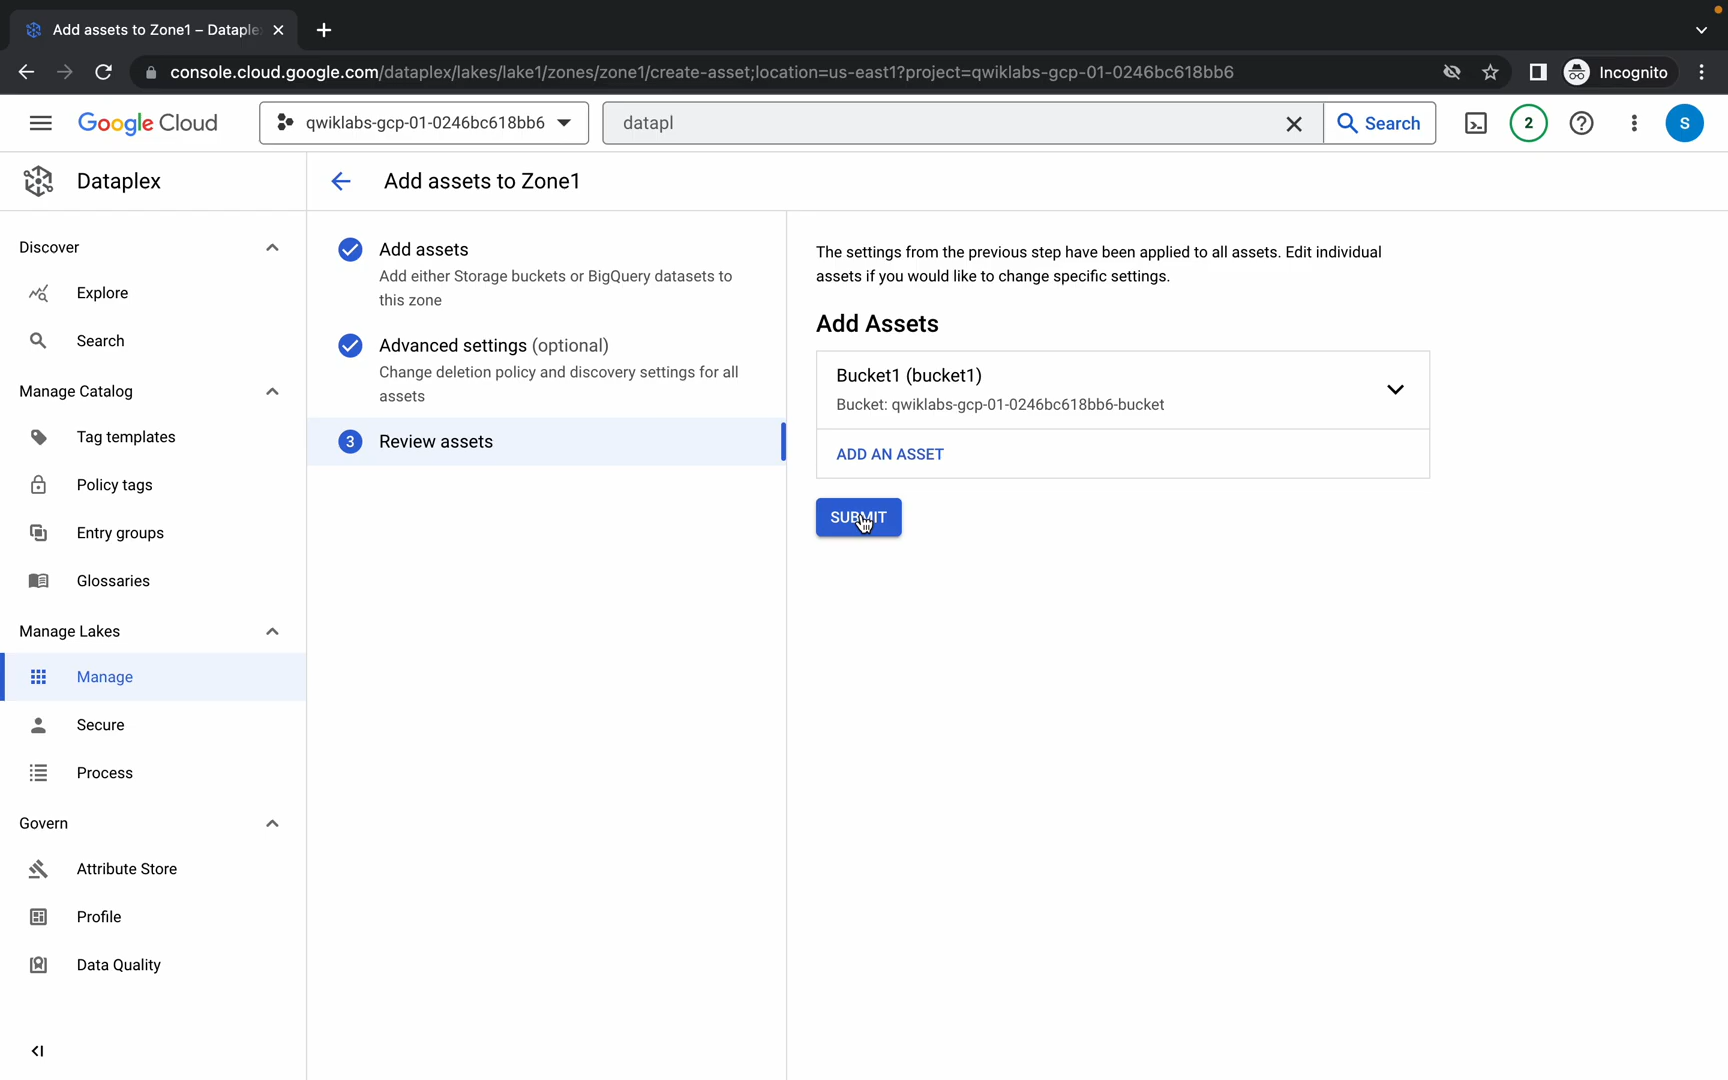 Add assets to Zone1 – Dataple
console.cloud.google.com/dataplex/lakes/lake1/zones/zone1/create-asset;location=us-east1?project=qwiklabs-gcp-01-0246bc618bb6
Incognito
Google Cloud
qwiklabs-gcp-01-0246bc618bb6
datapl
Search
2
S
Dataplex
Add assets to Zone1
Discover
Explore
Search
Manage Catalog
Tag templates
Policy tags
Entry groups
Glossaries
Manage Lakes
Manage
Secure
Process
Govern
Attribute Store
Profile
Data Quality
Add assets
Add either Storage buckets or BigQuery datasets to
this zone
Advanced settings (optional)
Change deletion policy and discovery settings for all
assets
3 Review assets
The settings from the previous step have been applied to all assets. Edit individual
assets if you would like to change specific settings.
Add Assets
Bucket1 (bucket1)
Bucket: qwiklabs-gcp-01-0246bc618bb6-bucket
ADD AN ASSET
SUBMIT